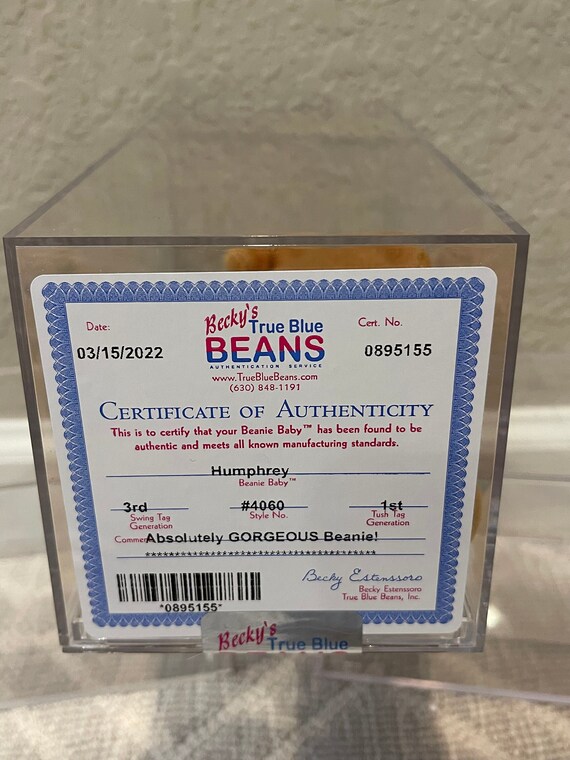 Date:
03/15/2022
Becky's
True Blue
BEANS
AUTHENTICATION SERVICE
www.TrueBlueBeans.com
(630) 848-1191
Cert. No.
0895155
CERTIFICATE OF AUTHENTICITY
This is to certify that your Beanie Baby™ has been found to be
authentic and meets all known manufacturing standards.
Humphrey
Beanie Baby™
3rd #4060 1st
Swing Tag Generation
Style No.
Tush Tag Generation
Comments Absolutely GORGEOUS Beanie!
****************************************
*0895155*
Becky Estenssoro
Becky Estenssoro
True Blue Beans, Inc.
Becky's True Blue